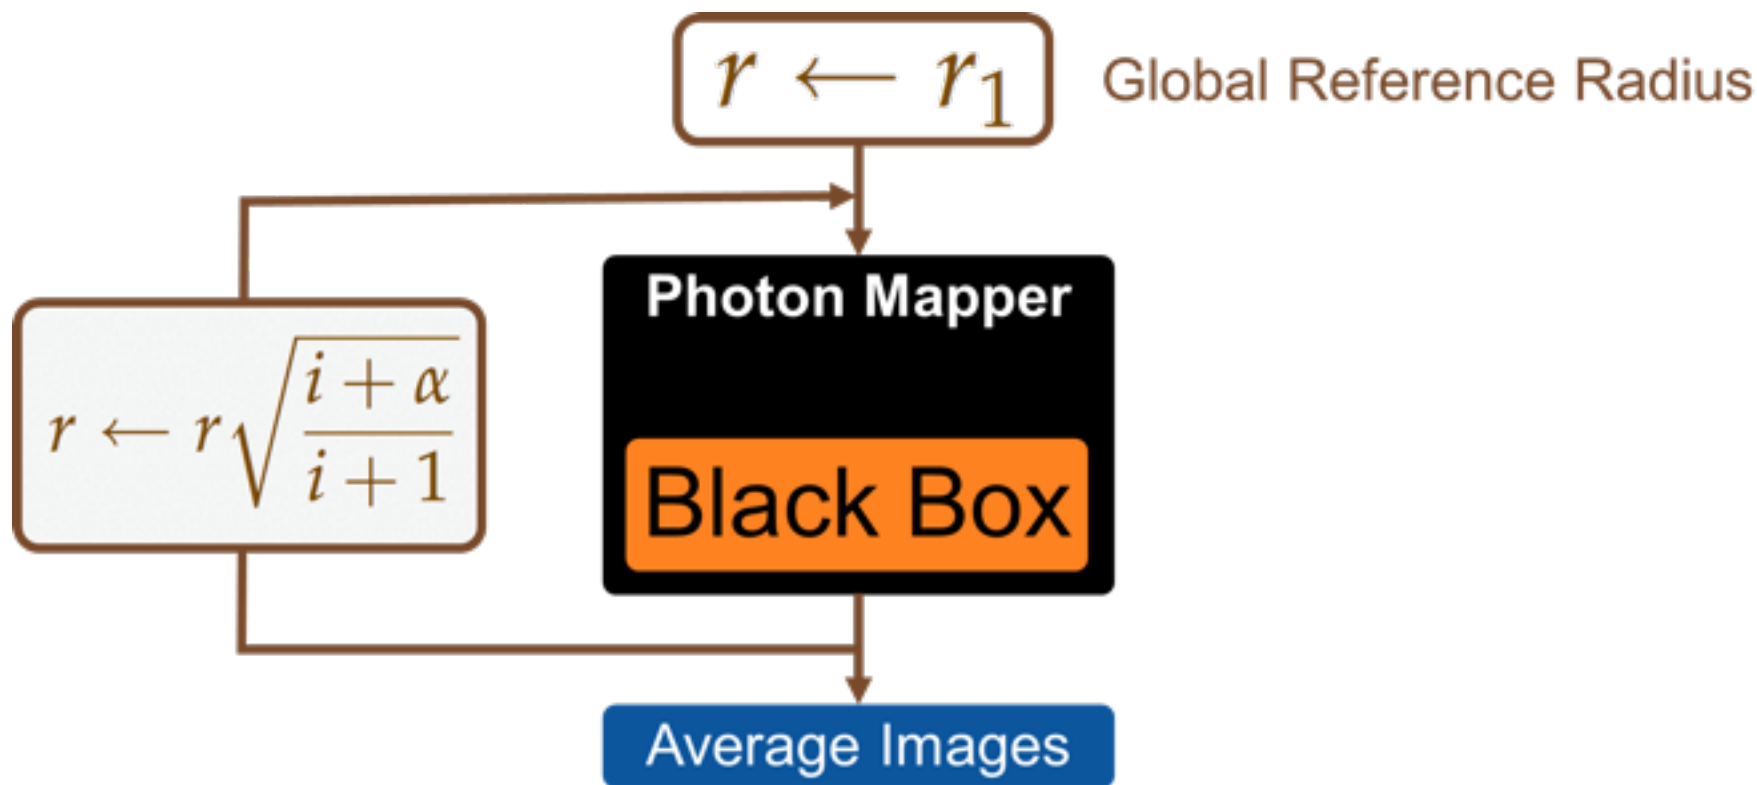 r ← r₁
Global Reference Radius
Photon Mapper
r ← r√((i + α)/(i + 1))
Black Box
Average Images